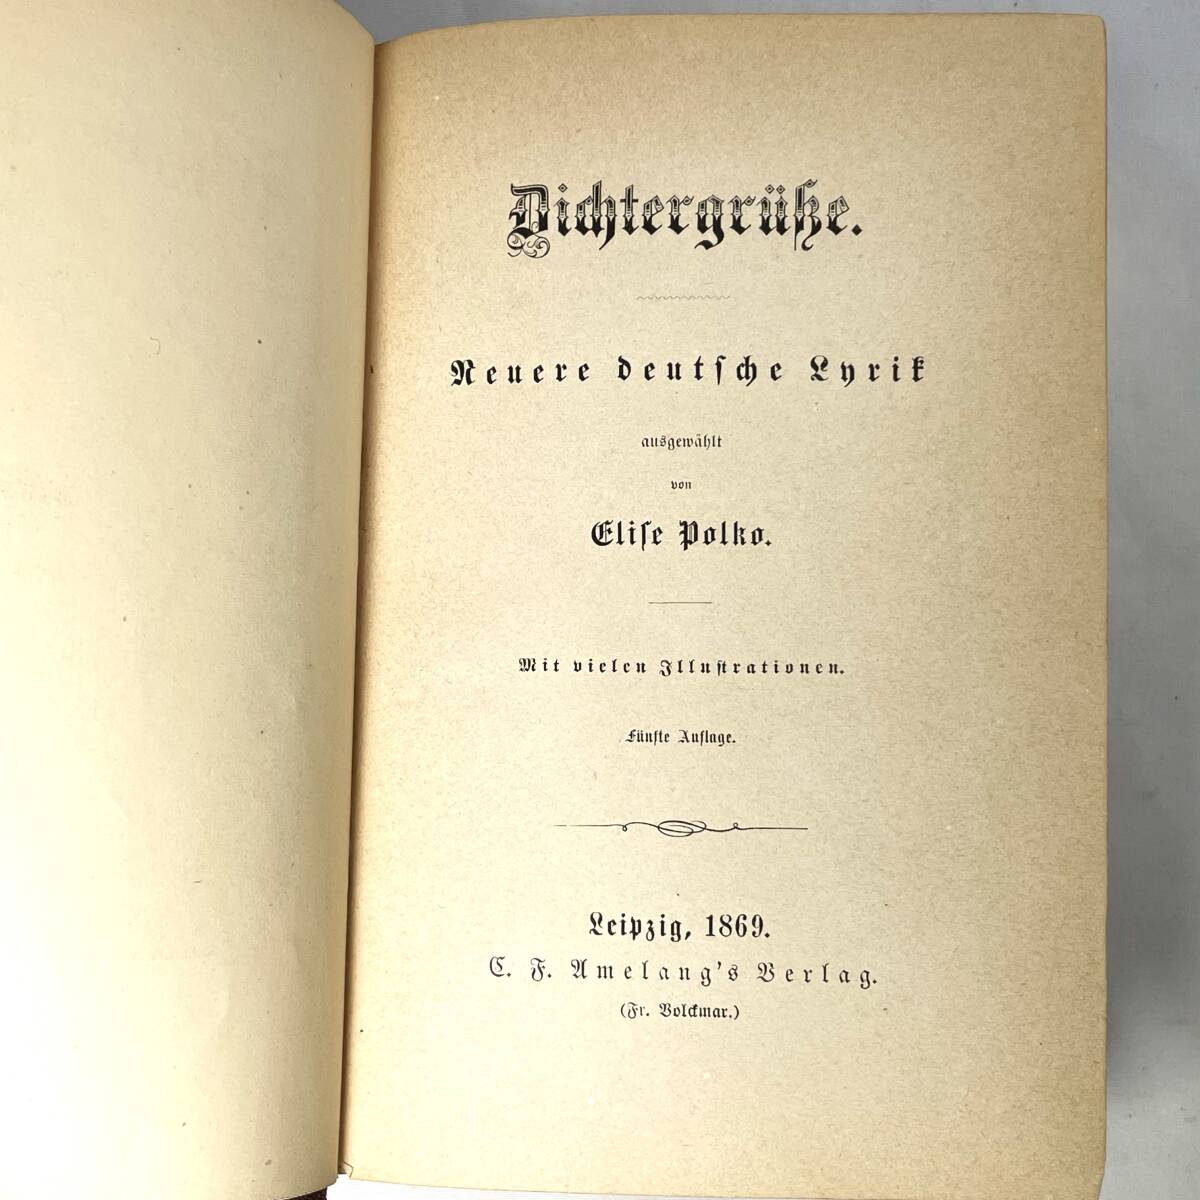 Dichtergrüße.
Neuere deutsche Lyrik
ausgewählt
von
Elise Polko.
Mit vielen Illustrationen.
Fünfte Auflage.
Leipzig, 1869.
C. F. Amelang's Verlag.
(Fr. Volckmar.)